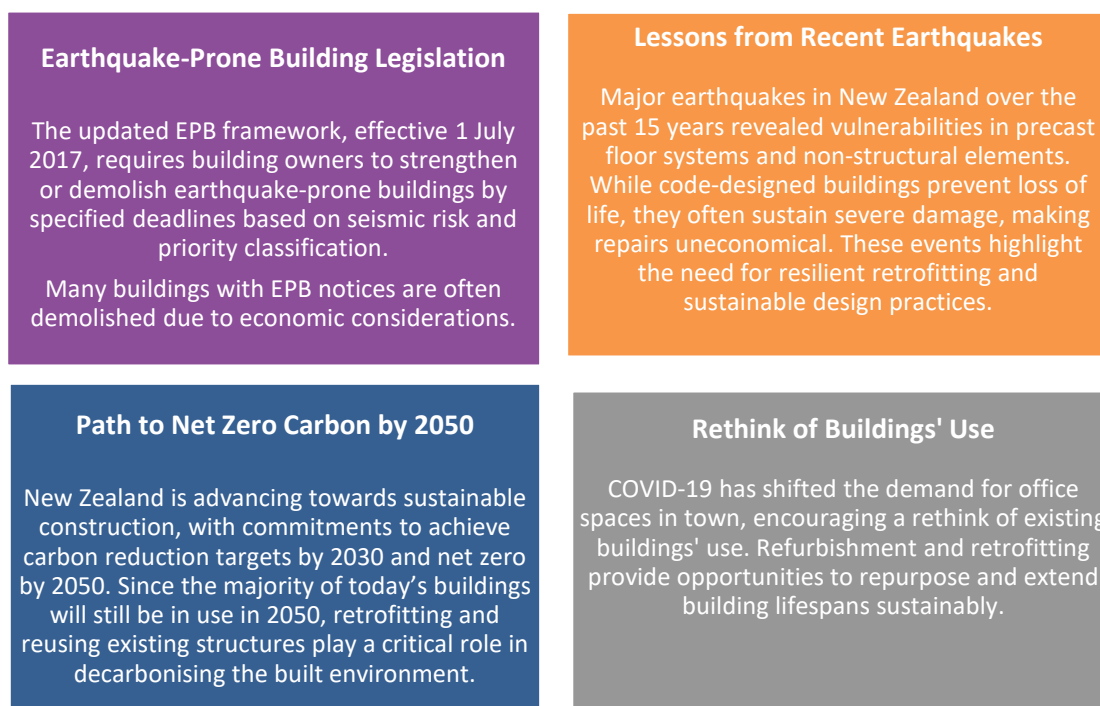 Earthquake-Prone Building Legislation
The updated EPB framework, effective 1 July
2017, requires building owners to strengthen
or demolish earthquake-prone buildings by
specified deadlines based on seismic risk and
priority classification.
Many buildings with EPB notices are often
demolished due to economic considerations.
Lessons from Recent Earthquakes
Major earthquakes in New Zealand over the
past 15 years revealed vulnerabilities in precast
floor systems and non-structural elements.
While code-designed buildings prevent loss of
life, they often sustain severe damage, making
repairs uneconomical. These events highlight
the need for resilient retrofitting and
sustainable design practices.
Path to Net Zero Carbon by 2050
New Zealand is advancing towards sustainable
construction, with commitments to achieve
carbon reduction targets by 2030 and net zero
by 2050. Since the majority of today’s buildings
will still be in use in 2050, retrofitting and
reusing existing structures play a critical role in
decarbonising the built environment.
Rethink of Buildings' Use
COVID-19 has shifted the demand for office
spaces in town, encouraging a rethink of existing
buildings' use. Refurbishment and retrofitting
provide opportunities to repurpose and extend
building lifespans sustainably.